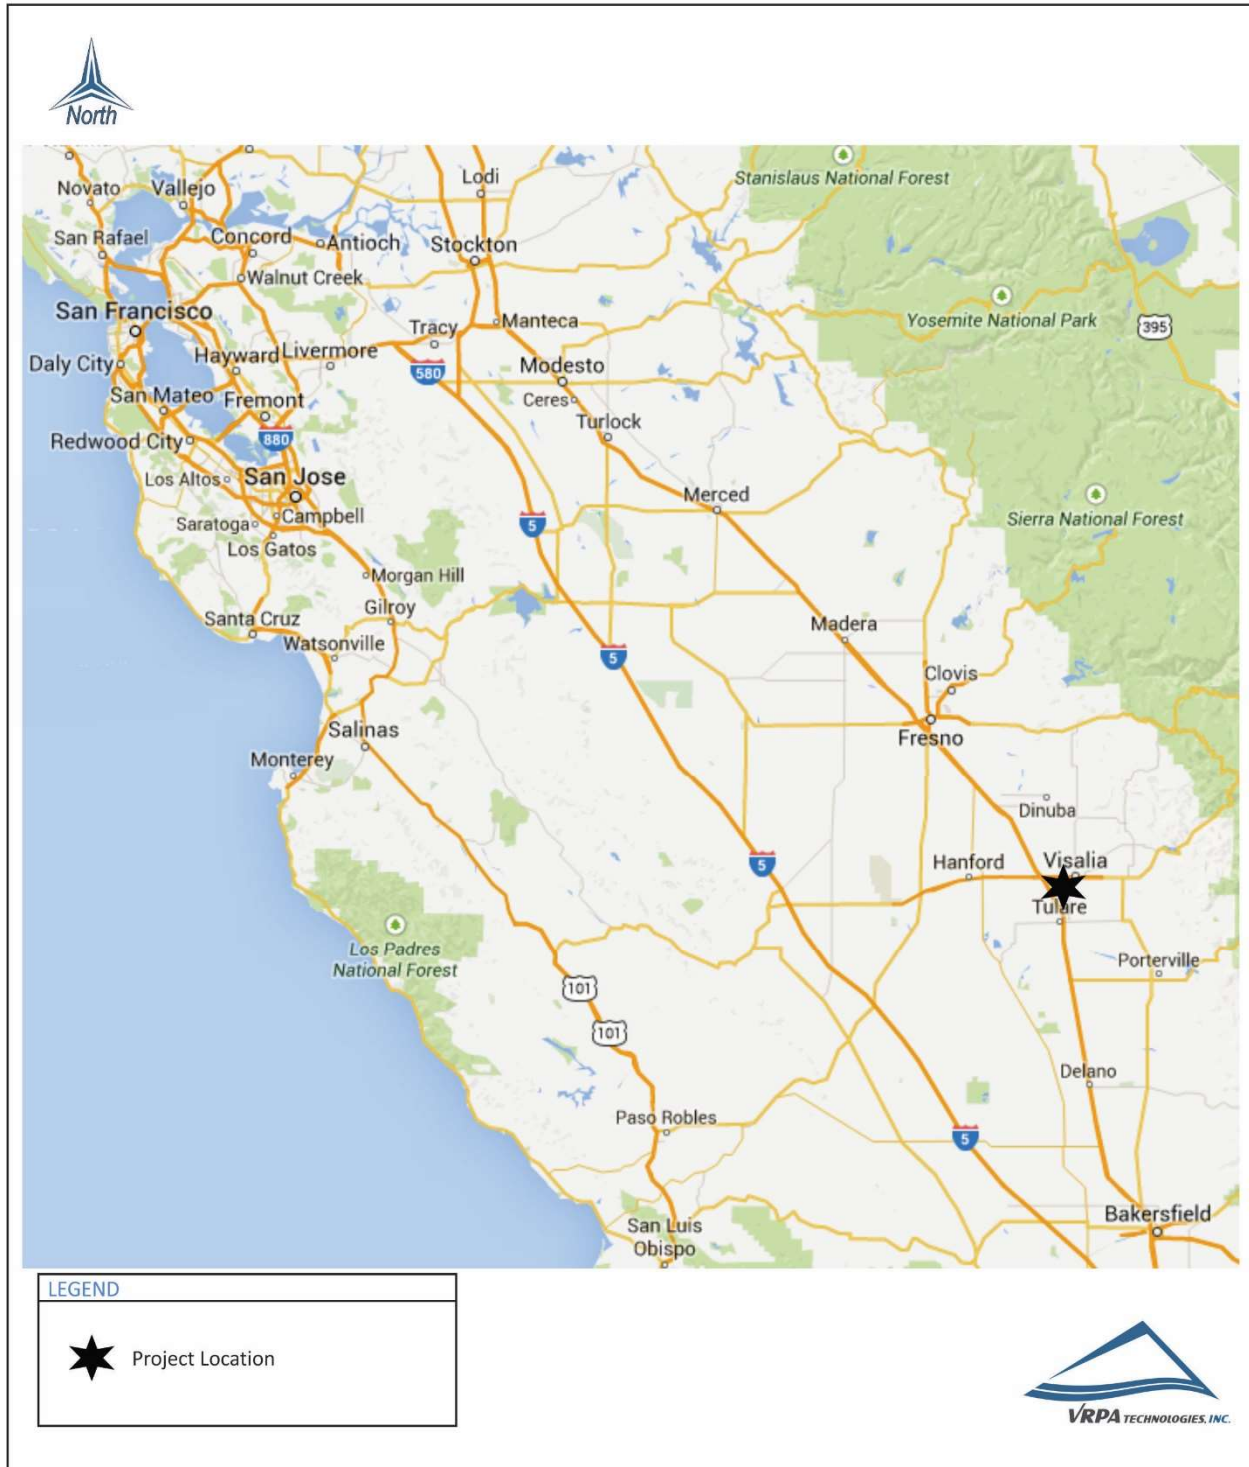 North
Stanislaus National Forest
Lodi
Novato
Vallejo
San Rafael
Concord
Antioch
Stockton
Walnut Creek
San Francisco
Tracy
Manteca
Yosemite National Park
395
Daly City
Hayward
Livermore
580
Modesto
San Mateo
Fremont
Ceres
Turlock
Redwood City
880
Los Altos
San Jose
Merced
Saratoga
Campbell
5
Sierra National Forest
Los Gatos
Morgan Hill
Santa Cruz
Gilroy
Madera
Watsonville
5
Clovis
Salinas
Fresno
Monterey
Dinuba
5
Hanford
Visalia
Tulare
Los Padres
National Forest
Porterville
101
101
Delano
Paso Robles
5
San Luis
Obispo
Bakersfield
LEGEND
Project Location
VRPA TECHNOLOGIES, INC.